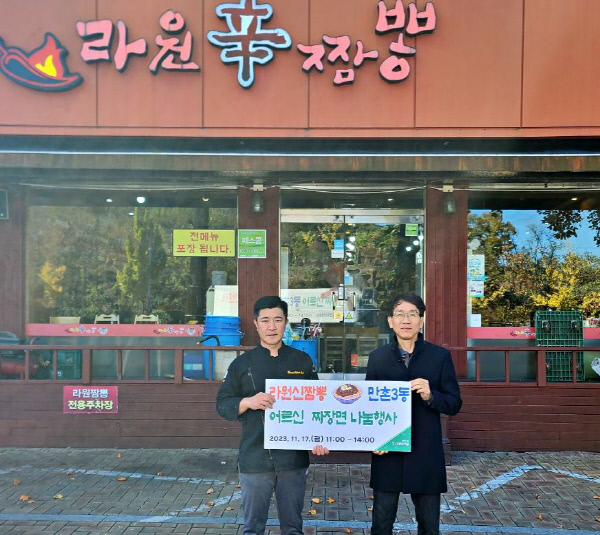 라원辛짬뽕
전메뉴
포장 됩니다.
라원짬뽕
전용주차장
라원신짬뽕 만촌3동
어르신 짜장면 나눔행사
2023. 11. 17.(금) 11:00 ~ 14:00